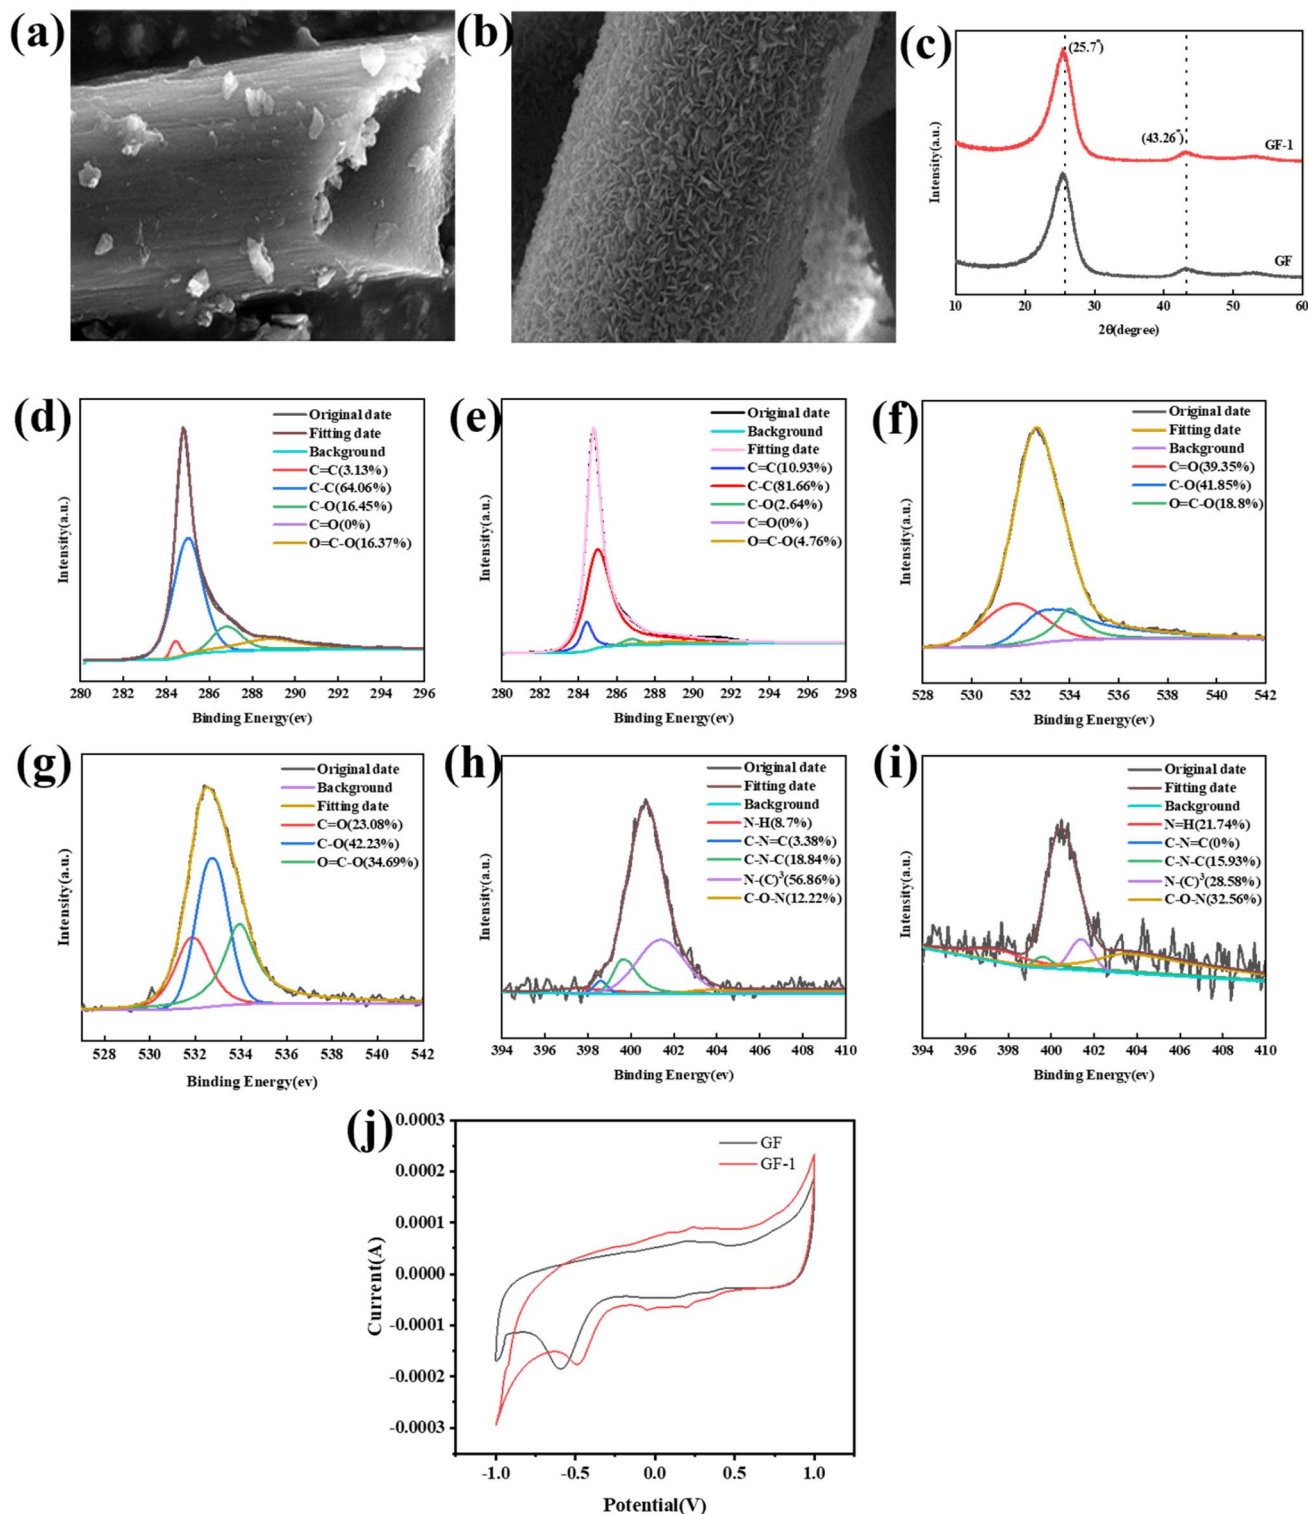 (a)
(b)
(c)
(25.7°)
(43.26°)
GF-1
GF
Intensity(a.u.)
10 20 30 40 50 60
2θ(degree)
(d)
Original date
Fitting date
Background
C=C(3.13%)
C-C(64.06%)
C-O(16.45%)
C=O(0%)
O=C-O(16.37%)
Intensity(a.u.)
280 282 284 286 288 290 292 294 296
Binding Energy(ev)
(e)
Original date
Background
Fitting date
C=C(10.93%)
C-C(81.66%)
C-O(2.64%)
C=O(0%)
O=C-O(4.76%)
Intensity(a.u.)
280 282 284 286 288 290 292 294 296 298
Binding Energy(ev)
(f)
Original date
Fitting date
Background
C=O(39.35%)
C-O(41.85%)
O=C-O(18.8%)
Intensity(a.u.)
528 530 532 534 536 538 540 542
Binding Energy(ev)
(g)
Original date
Background
Fitting date
C=O(23.08%)
C-O(42.23%)
O=C-O(34.69%)
Intensity(a.u.)
528 530 532 534 536 538 540 542
Binding Energy(ev)
(h)
Original date
Fitting date
Background
N-H(8.7%)
C-N=C(3.38%)
C-N-C(18.84%)
N-(C)³(56.86%)
C-O-N(12.22%)
Intensity(a.u.)
394 396 398 400 402 404 406 408 410
Binding Energy(ev)
(i)
Original date
Fitting date
Background
N=H(21.74%)
C-N=C(0%)
C-N-C(15.93%)
N-(C)³(28.58%)
C-O-N(32.56%)
Intensity(a.u.)
394 396 398 400 402 404 406 408 410
Binding Energy(ev)
(j)
GF
GF-1
0.0003
0.0002
0.0001
0.0000
-0.0001
-0.0002
-0.0003
Current(A)
-1.0 -0.5 0.0 0.5 1.0
Potential(V)